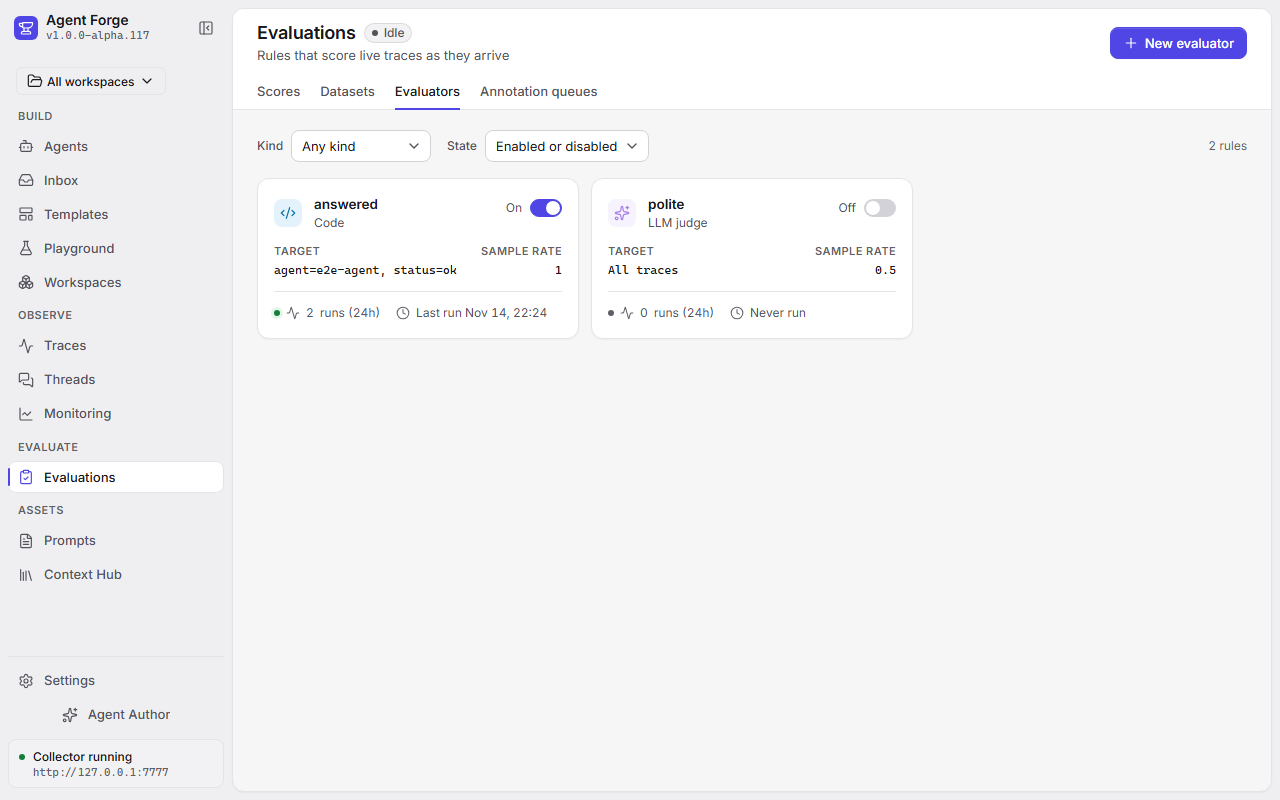 Agent Forge
v1.0.0-alpha.117
All workspaces
BUILD
Agents
Inbox
Templates
Playground
Workspaces
OBSERVE
Traces
Threads
Monitoring
EVALUATE
Evaluations
ASSETS
Prompts
Context Hub
Settings
Agent Author
Collector running
http://127.0.0.1:7777
Evaluations Idle
Rules that score live traces as they arrive
New evaluator
Scores Datasets Evaluators Annotation queues
Kind Any kind State Enabled or disabled 2 rules
answered On
Code
TARGET SAMPLE RATE
agent=e2e-agent, status=ok 1
2 runs (24h) Last run Nov 14, 22:24
polite Off
LLM judge
TARGET SAMPLE RATE
All traces 0.5
0 runs (24h) Never run